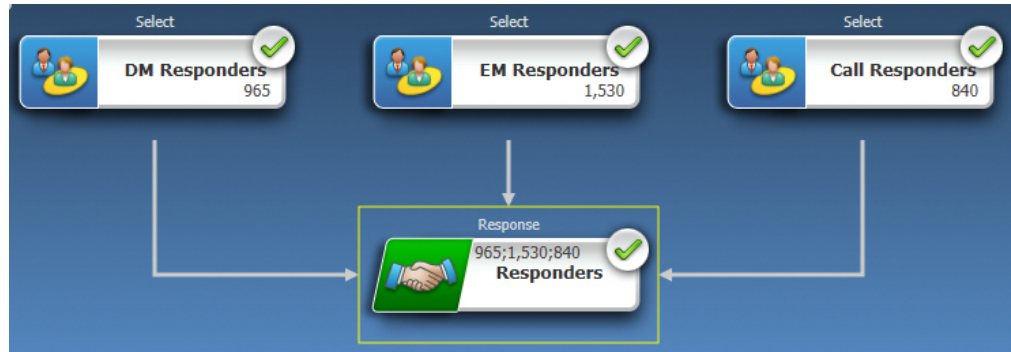 Select
DM Responders
965
Select
EM Responders
1,530
Select
Call Responders
840
Response
965;1,530;840
Responders